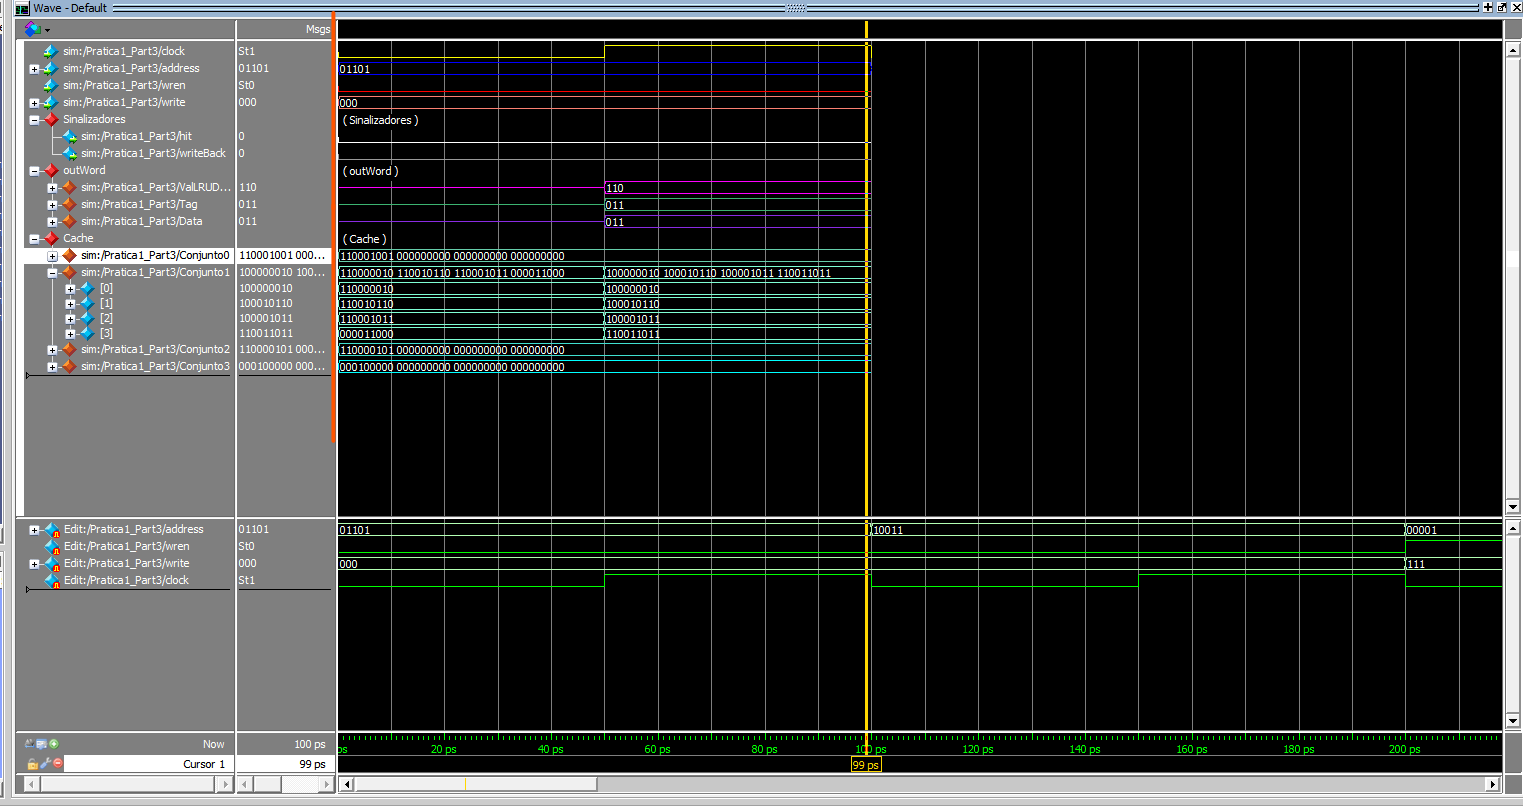 Wave - Default
Msgs
sim:/Pratica1_Part3/clock St1
sim:/Pratica1_Part3/address 01101 01101
sim:/Pratica1_Part3/wren St0
sim:/Pratica1_Part3/write 000 000
Sinalizadores ( Sinalizadores )
sim:/Pratica1_Part3/hit 0
sim:/Pratica1_Part3/writeBack 0
outWord ( outWord )
sim:/Pratica1_Part3/ValLRUD... 110 110
sim:/Pratica1_Part3/Tag 011 011
sim:/Pratica1_Part3/Data 011 011
Cache ( Cache )
sim:/Pratica1_Part3/Conjunto0 110001001 000... 110001001 000000000 000000000 000000000
sim:/Pratica1_Part3/Conjunto1 100000010 100... 110000010 110010110 110001011 000011000 100000010 100010110 100001011 110011011
[0] 100000010 110000010 100000010
[1] 100010110 110010110 100010110
[2] 100001011 110001011 100001011
[3] 110011011 000011000 110011011
sim:/Pratica1_Part3/Conjunto2 110000101 000... 110000101 000000000 000000000 000000000
sim:/Pratica1_Part3/Conjunto3 000100000 000... 000100000 000000000 000000000 000000000
Edit:/Pratica1_Part3/address 01101 01101 10011 00001
Edit:/Pratica1_Part3/wren St0
Edit:/Pratica1_Part3/write 000 000 111
Edit:/Pratica1_Part3/clock St1
Now 100 ps ps 20 ps 40 ps 60 ps 80 ps 100 ps 120 ps 140 ps 160 ps 180 ps 200 ps
Cursor 1 99 ps 99 ps